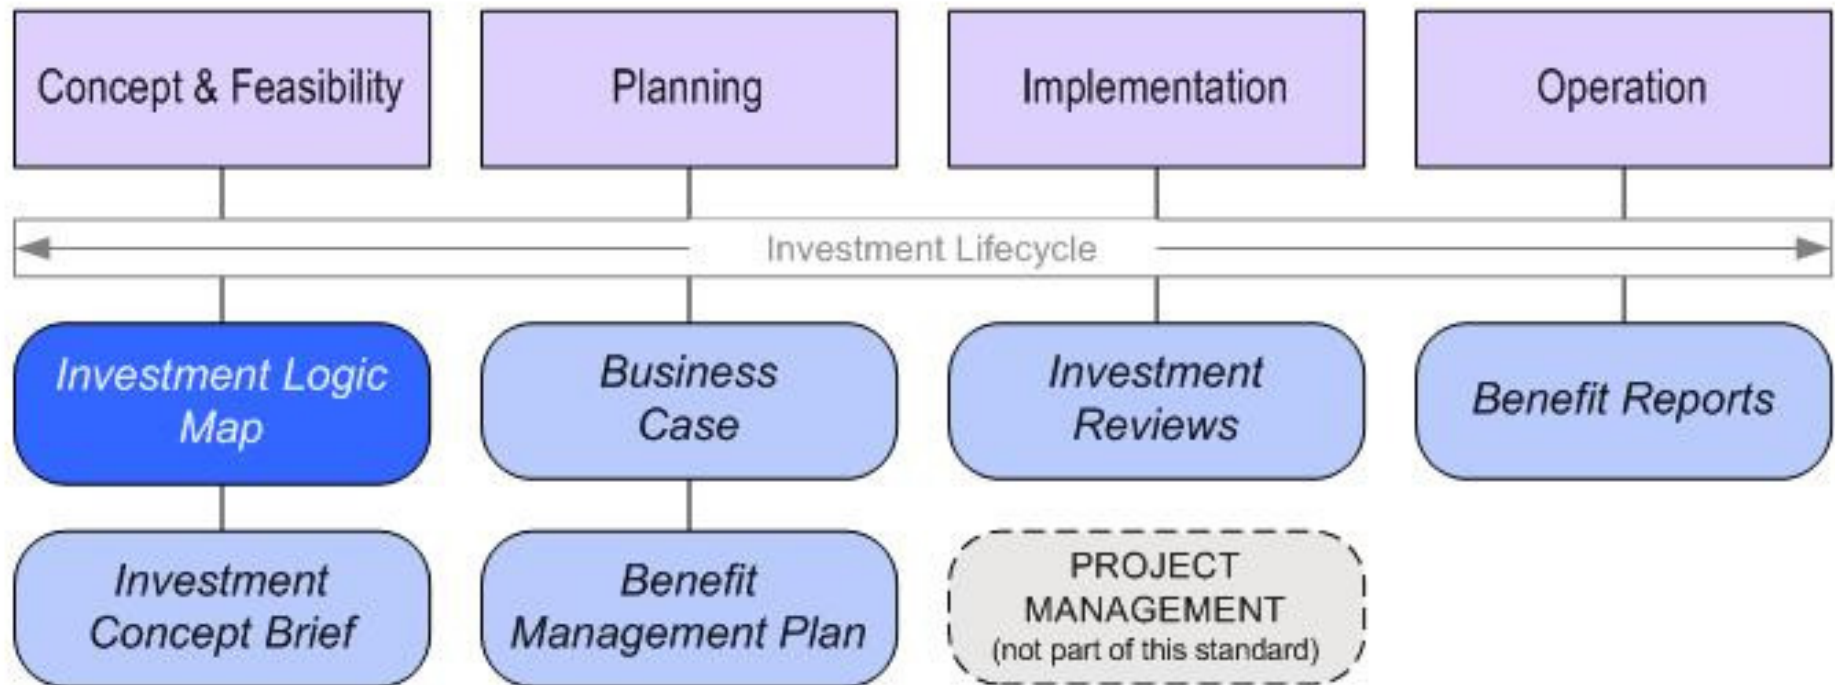 Concept & Feasibility
Planning
Implementation
Operation
Investment Lifecycle
Investment Logic
Map
Business
Case
Investment
Reviews
Benefit Reports
Investment
Concept Brief
Benefit
Management Plan
PROJECT
MANAGEMENT
(not part of this standard)